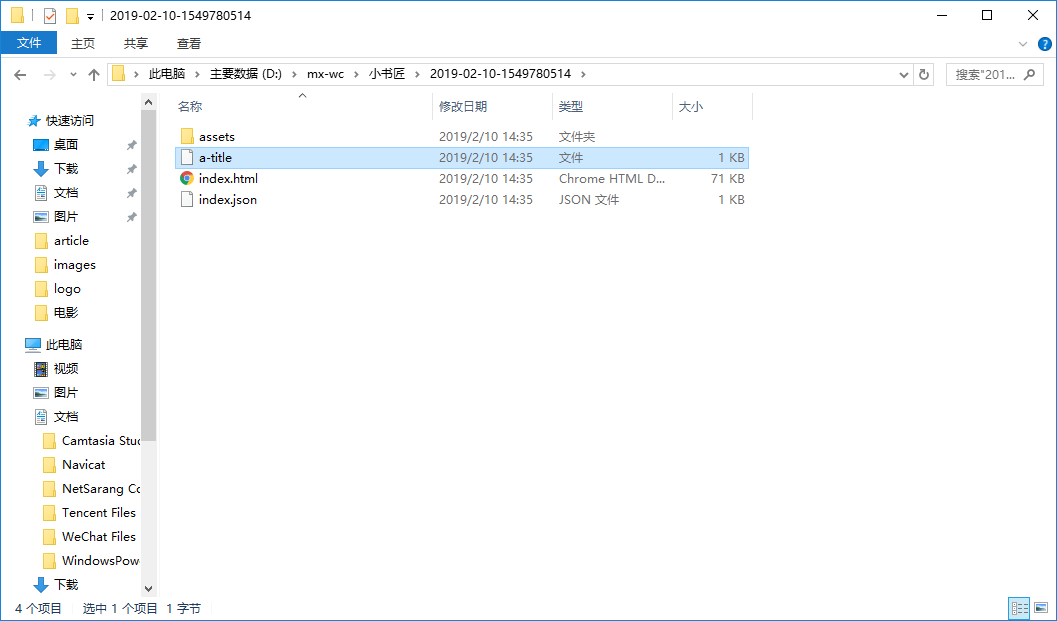 2019-02-10-1549780514
文件 主页 共享 查看
此电脑 主要数据 (D:) mx-wc 小书匠 2019-02-10-1549780514 搜索"201...
快速访问
桌面
下载
文档
图片
article
images
logo
电影
此电脑
视频
图片
文档
Camtasia Stu
Navicat
NetSarang Co
Tencent Files
WeChat Files
WindowsPow
下载
名称 修改日期 类型 大小
assets 2019/2/10 14:35 文件夹
a-title 2019/2/10 14:35 文件 1 KB
index.html 2019/2/10 14:35 Chrome HTML D... 71 KB
index.json 2019/2/10 14:35 JSON 文件 1 KB
4 个项目 选中 1 个项目 1 字节